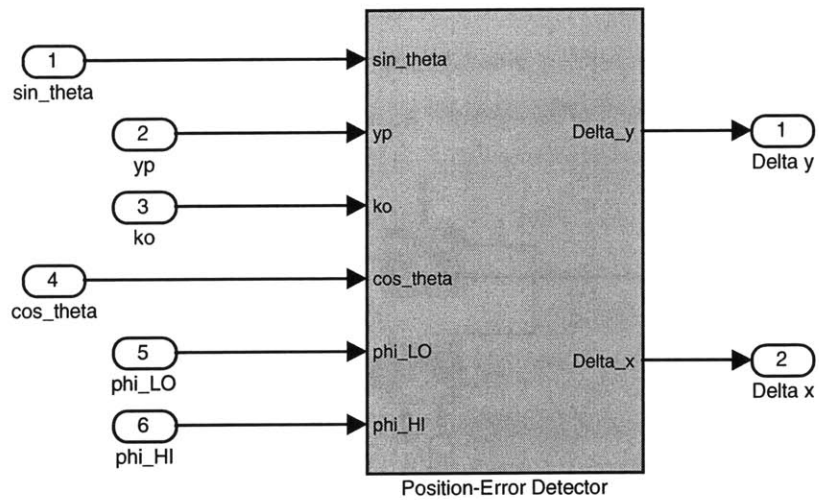 1
sin_theta
2
yp
3
ko
4
cos_theta
5
phi_LO
6
phi_HI
sin_theta
yp
ko
cos_theta
phi_LO
phi_HI
Delta_y
Delta_x
Position-Error Detector
1
Delta y
2
Delta x